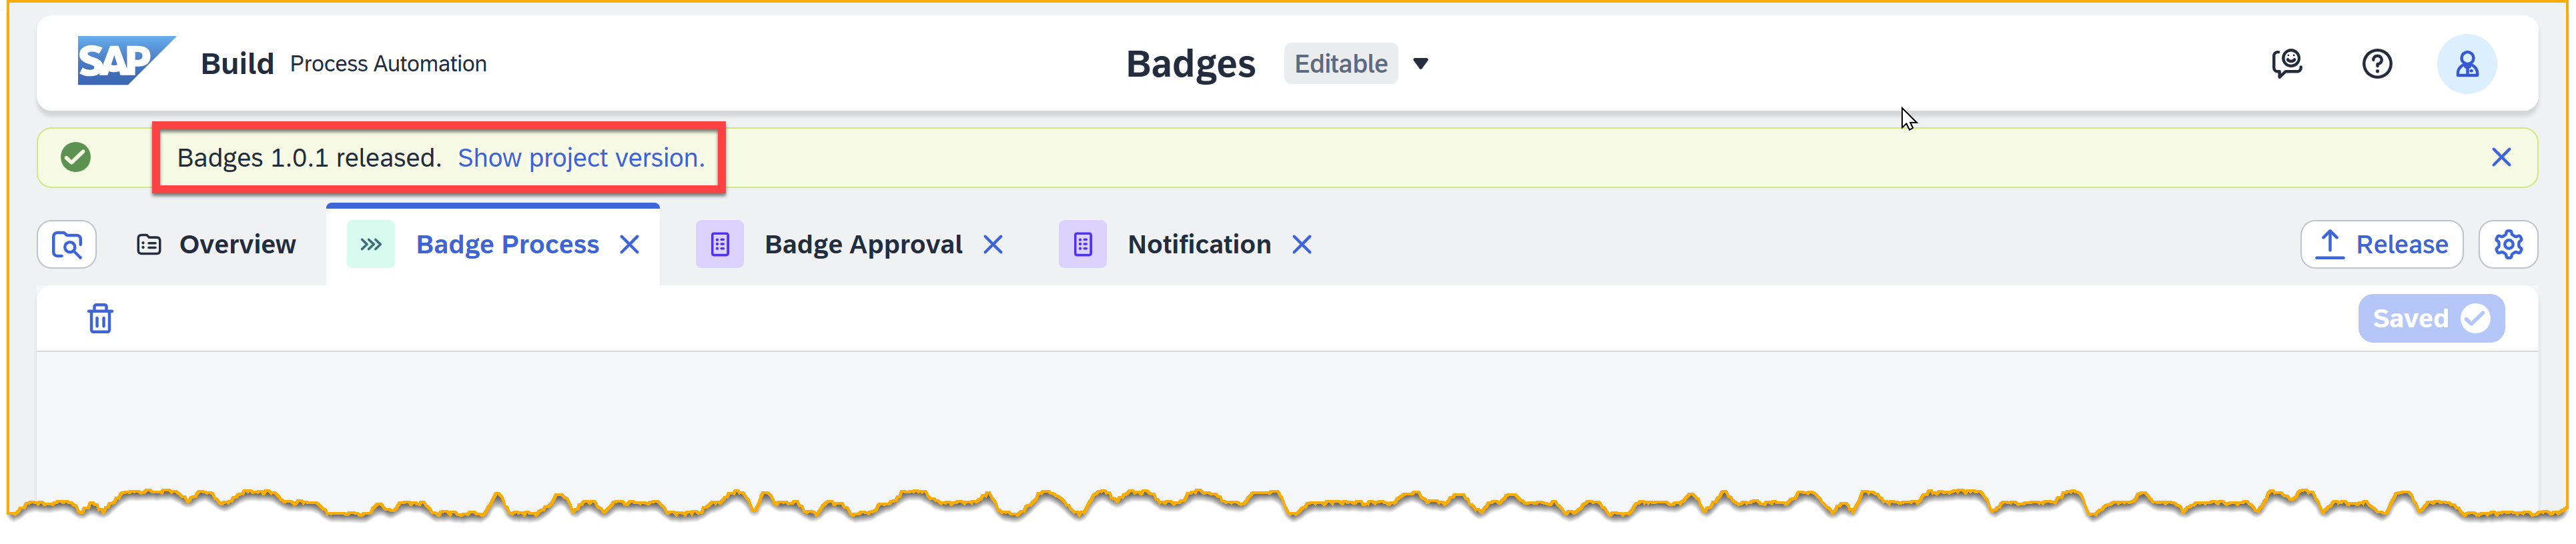 SAP Build Process Automation Badges Editable
Badges 1.0.1 released. Show project version.
Overview Badge Process Badge Approval Notification Release
Saved